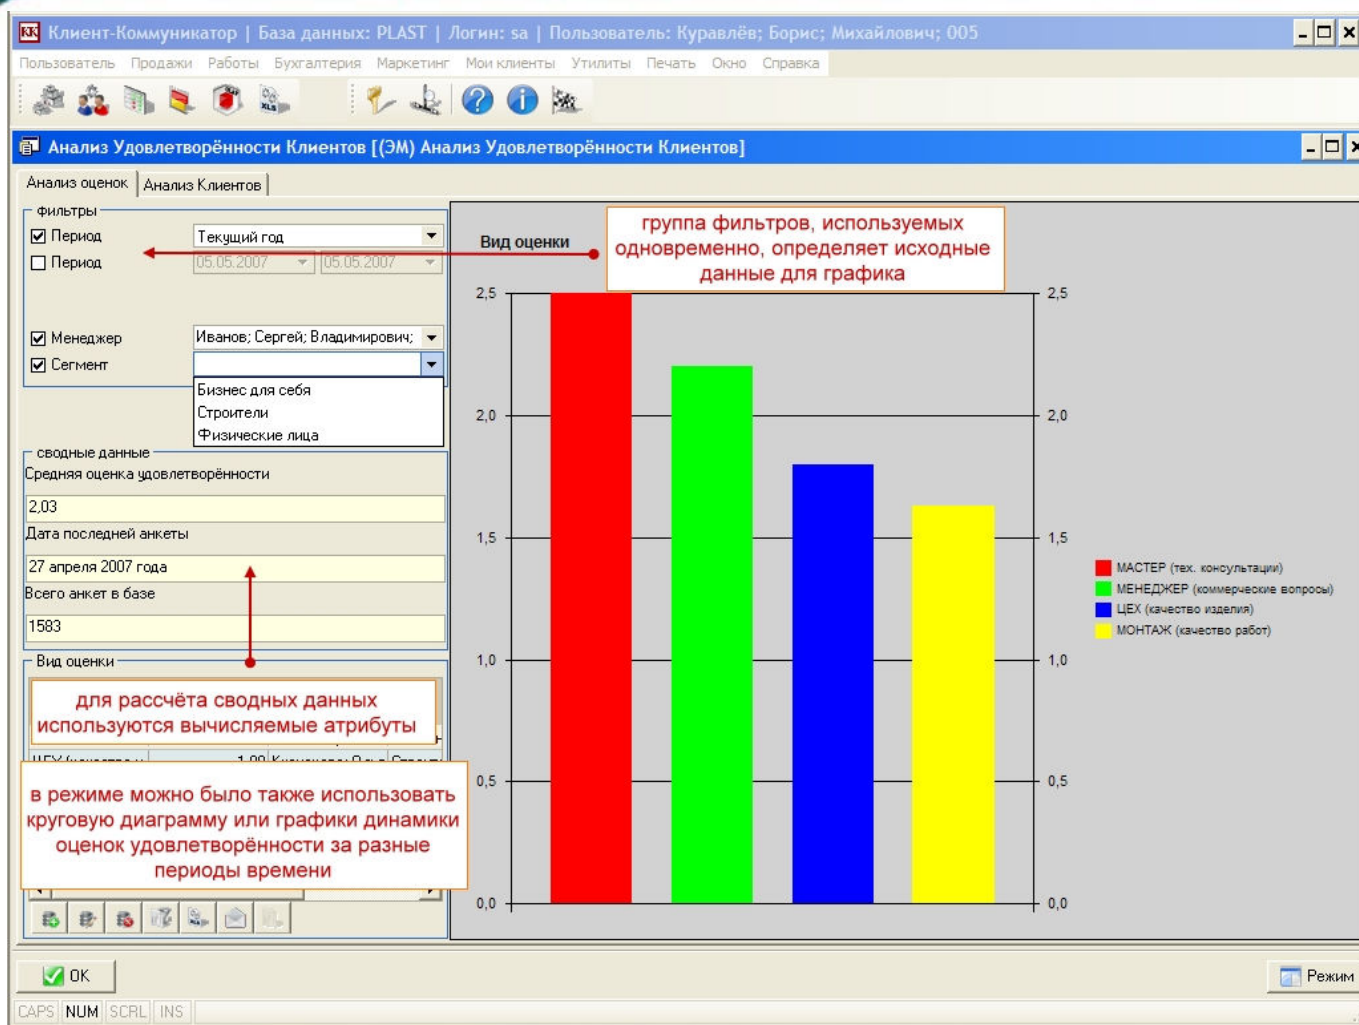 КК Клиент-Коммуникатор | База данных: PLAST | Логин: sa | Пользователь: Куравлёв; Борис; Михайлович; 005
Пользователь Продажи Работы Бухгалтерия Маркетинг Мои клиенты Утилиты Печать Окно Справка
XLS
Анализ Удовлетворённости Клиентов [(ЭМ) Анализ Удовлетворённости Клиентов]
Анализ оценок Анализ Клиентов
фильтры
Период Текущий год
Период 05.05.2007 05.05.2007
Менеджер Иванов; Сергей; Владимирович;
Сегмент
Бизнес для себя
Строители
Физические лица
сводные данные
Средняя оценка удовлетворённости
2,03
Дата последней анкеты
27 апреля 2007 года
Всего анкет в базе
1583
Вид оценки
для рассчёта сводных данных
используются вычисляемые атрибуты
в режиме можно было также использовать
круговую диаграмму или графики динамики
оценок удовлетворённости за разные
периоды времени
Вид оценки
группа фильтров, используемых
одновременно, определяет исходные
данные для графика
2,5 2,5
2,0 2,0
1,5 1,5
1,0 1,0
0,5 0,5
0,0 0,0
МАСТЕР (тех. консультации)
МЕНЕДЖЕР (коммерческие вопросы)
ЦЕХ (качество изделия)
МОНТАЖ (качество работ)
OK Режим
CAPS NUM SCRL INS